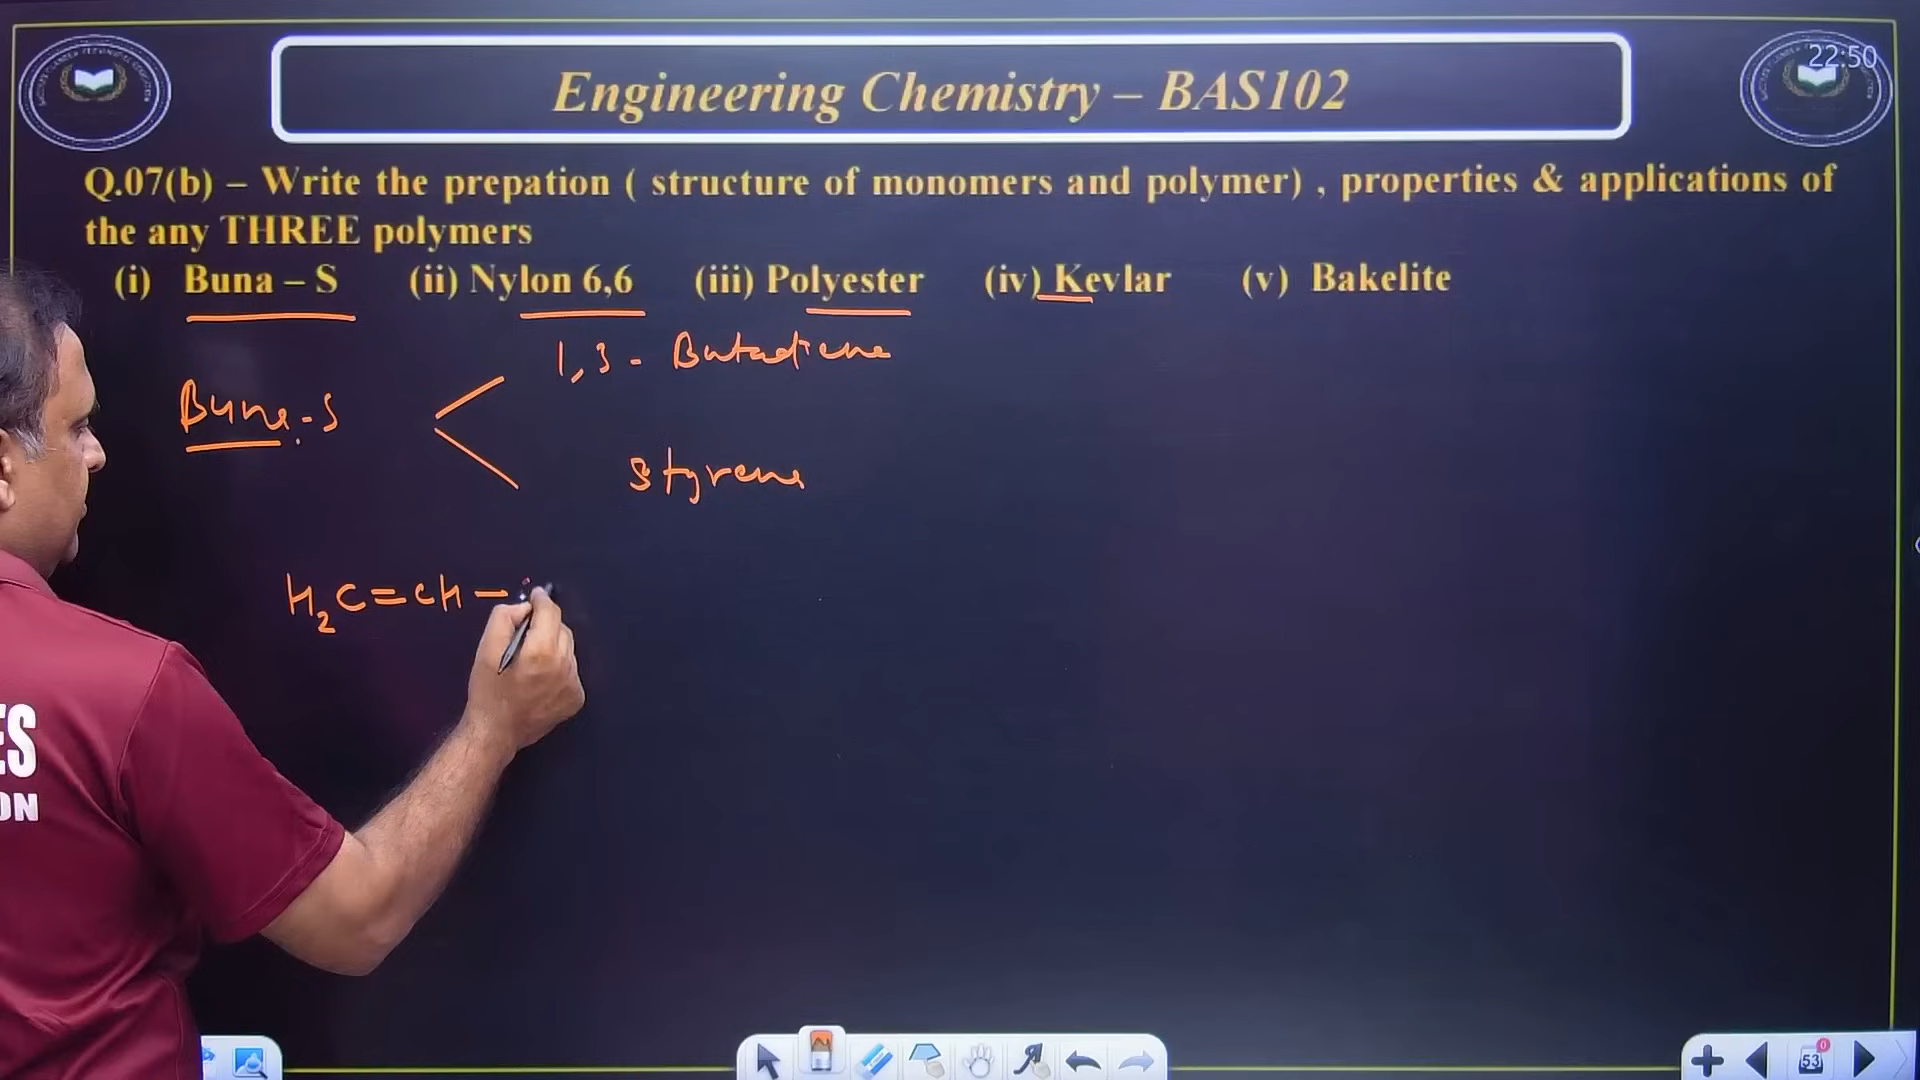 22:50
Engineering Chemistry – BAS102
Q.07(b) – Write the prepation ( structure of monomers and polymer) , properties & applications of
the any THREE polymers
(i) Buna – S (ii) Nylon 6,6 (iii) Polyester (iv) Kevlar (v) Bakelite
1,3 - Butadiene
Buna - S
Styrene
H2C=CH–
ES
ON
53
0